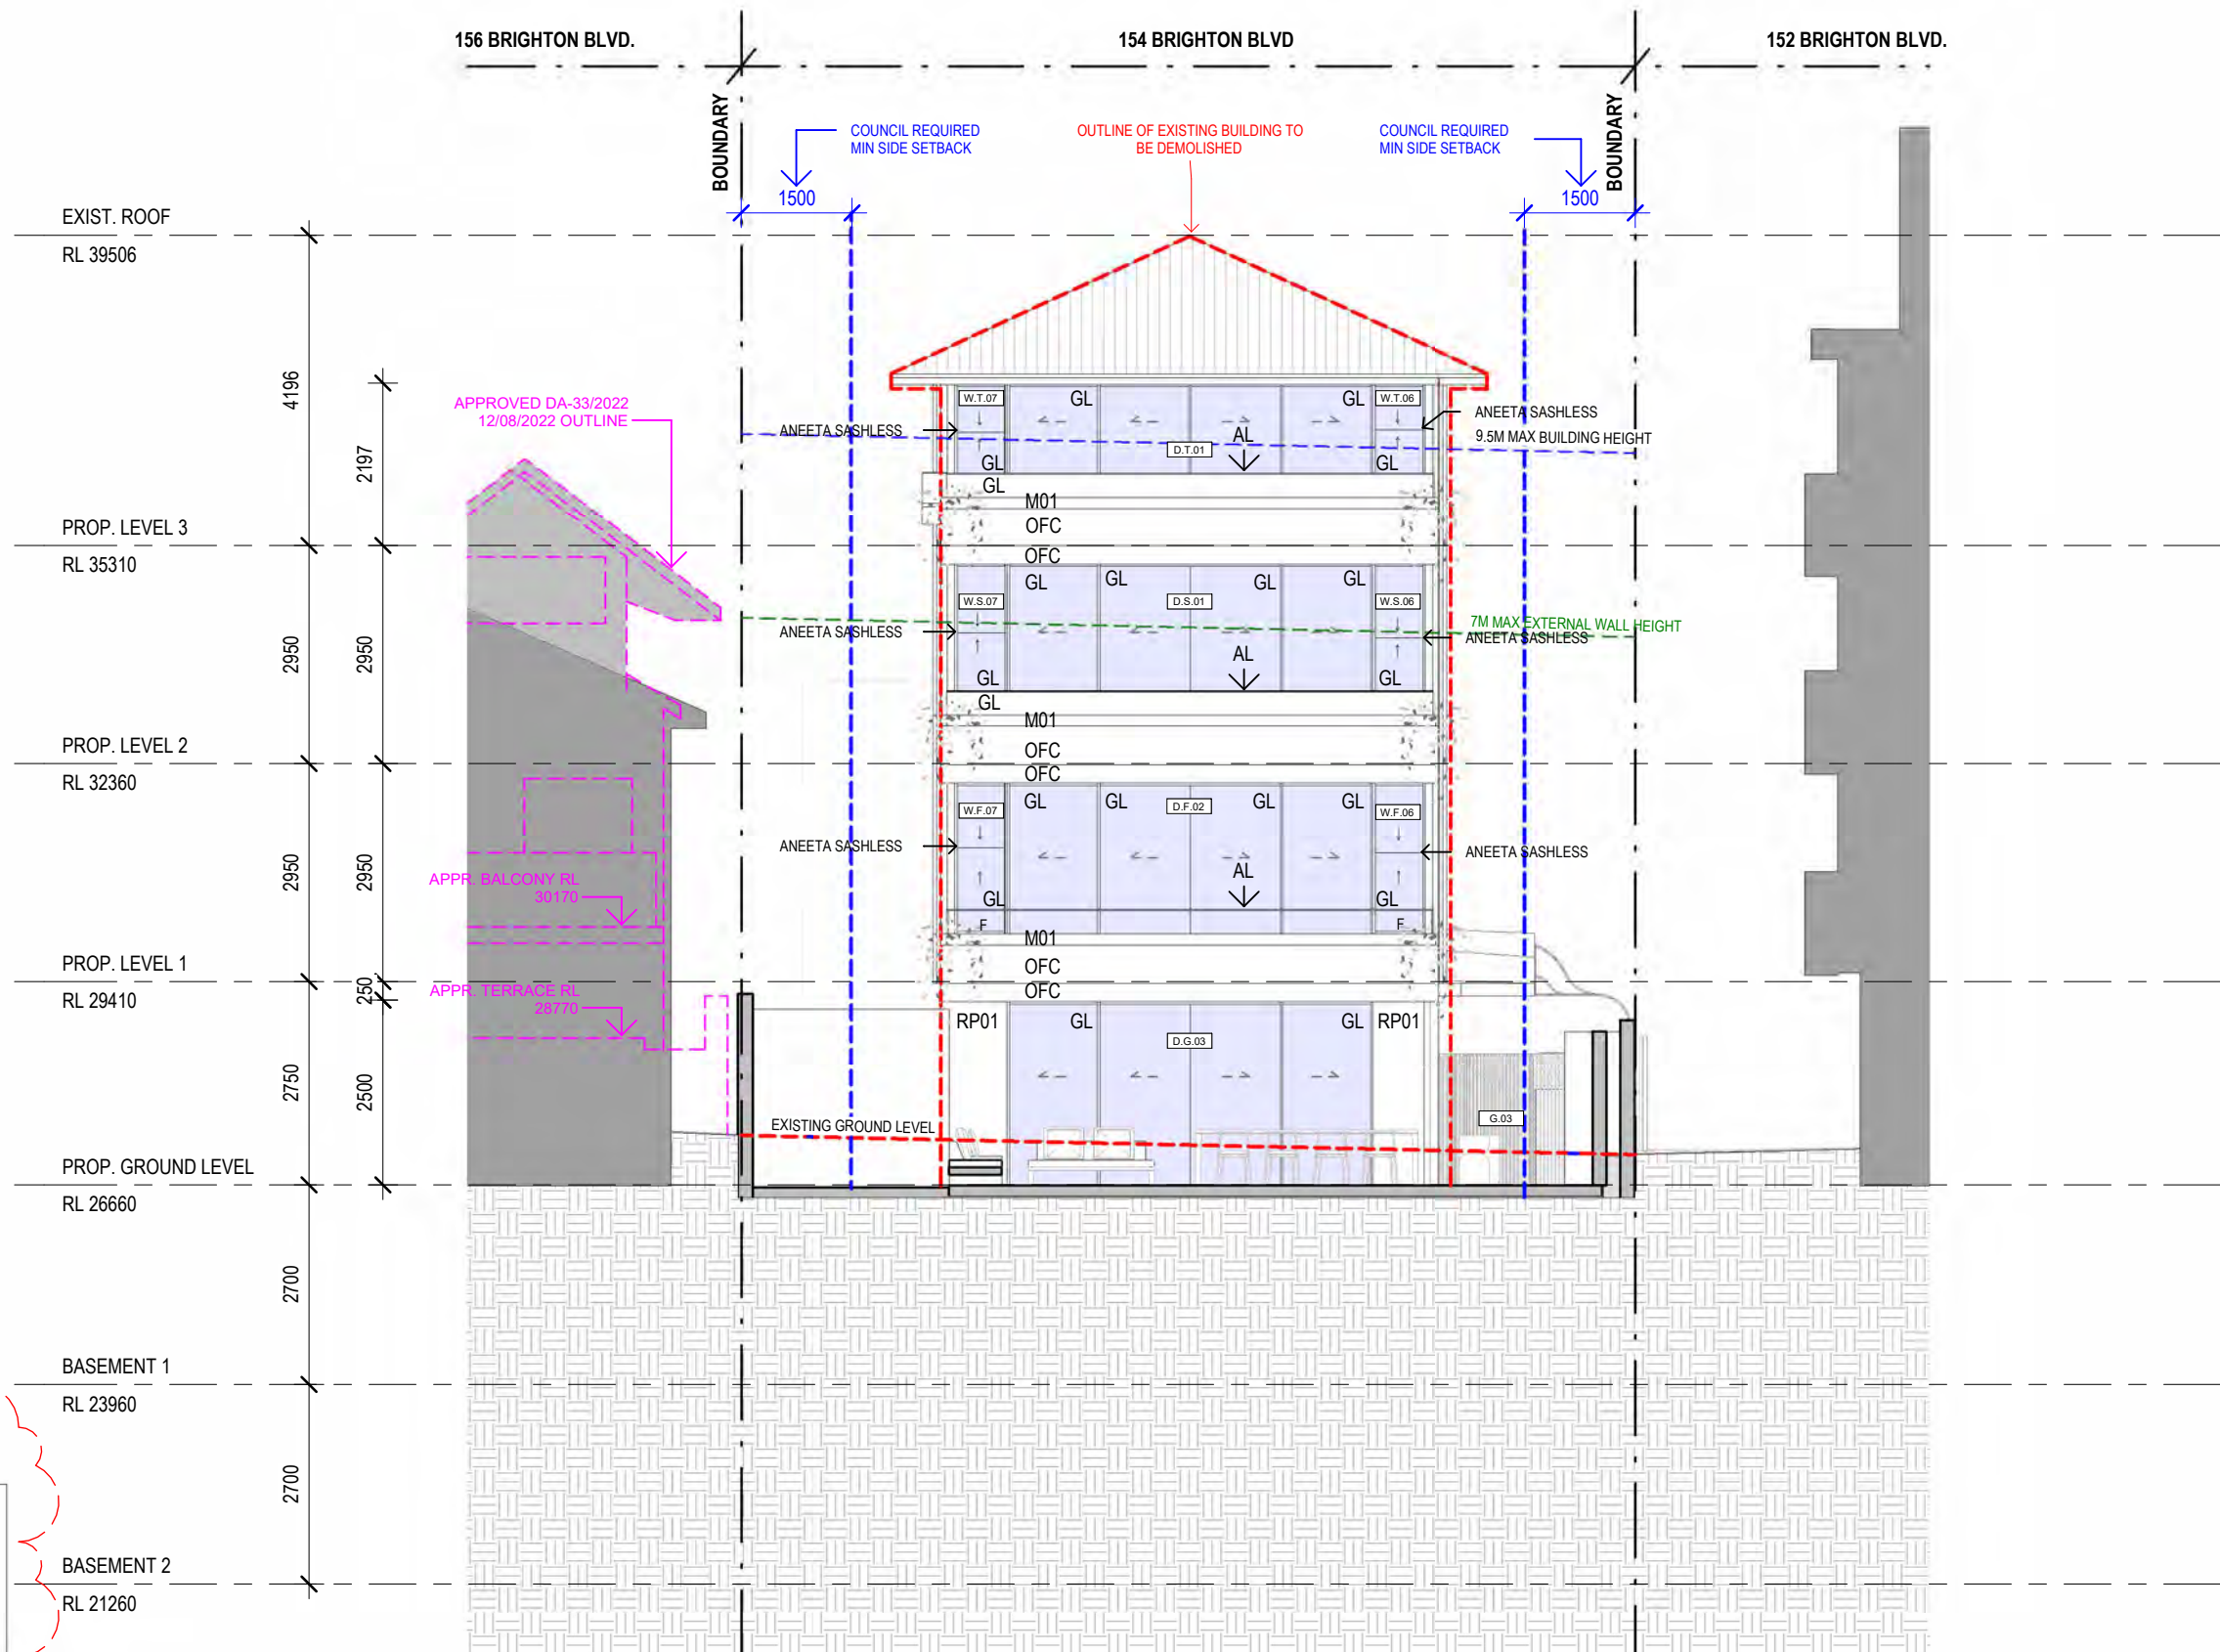 156 BRIGHTON BLVD.
154 BRIGHTON BLVD
152 BRIGHTON BLVD.
BOUNDARY
BOUNDARY
COUNCIL REQUIRED
MIN SIDE SETBACK
1500
OUTLINE OF EXISTING BUILDING TO
BE DEMOLISHED
COUNCIL REQUIRED
MIN SIDE SETBACK
1500
EXIST. ROOF
RL 39506
4196
2197
APPROVED DA-33/2022
12/08/2022 OUTLINE
W.T.07
GL
GL
W.T.06
ANEETA SASHLESS
ANEETA SASHLESS
9.5M MAX BUILDING HEIGHT
AL
D.T.01
GL
GL
GL
M01
OFC
PROP. LEVEL 3
RL 35310
OFC
GL
GL
GL
GL
W.S.07
D.S.01
W.S.06
7M MAX EXTERNAL WALL HEIGHT
ANEETA SASHLESS
ANEETA SASHLESS
2950
2950
AL
GL
GL
GL
M01
OFC
PROP. LEVEL 2
RL 32360
OFC
GL
GL
GL
GL
W.F.07
D.F.02
W.F.06
ANEETA SASHLESS
ANEETA SASHLESS
2950
2950
AL
APPR. BALCONY RL
30170
GL
GL
F
F
M01
OFC
PROP. LEVEL 1
RL 29410
250
OFC
APPR. TERRACE RL
28770
RP01
GL
GL
RP01
D.G.03
2750
2500
EXISTING GROUND LEVEL
G.03
PROP. GROUND LEVEL
RL 26660
2700
BASEMENT 1
RL 23960
2700
BASEMENT 2
RL 21260